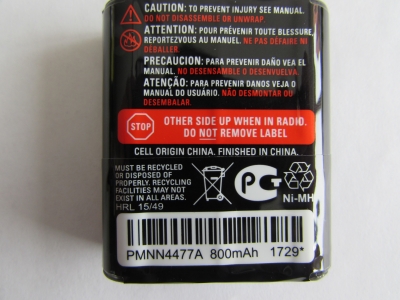 CAUTION: TO PREVENT INJURY SEE MANUAL.
DO NOT DISASSEMBLE OR UNWRAP.
ATTENTION: POUR PRÉVENIR TOUTE BLESSURE,
REPORTEZVOUS AU MANUEL. NE PAS DÉFAIRE NI
DÉBALLER.
PRECAUCION: PARA PREVENIR DAÑO VEA EL
MANUAL. NO DESENSAMBLE O DESENVUELVA.
ATENÇÃO: PARA PREVENIR DANOS VEJA O
MANUAL DO USUÁRIO. NÃO DESMONTAR OU
DESEMBALAR.
STOP
OTHER SIDE UP WHEN IN RADIO.
DO NOT REMOVE LABEL
CELL ORIGIN CHINA. FINISHED IN CHINA.
MUST BE RECYCLED
OR DISPOSED OF
PROPERLY. RECYCLING
FACILITIES MAY NOT
EXIST IN ALL AREAS.
HRL 15/49
Ni-MH
PMNN4477A 800mAh 1729*